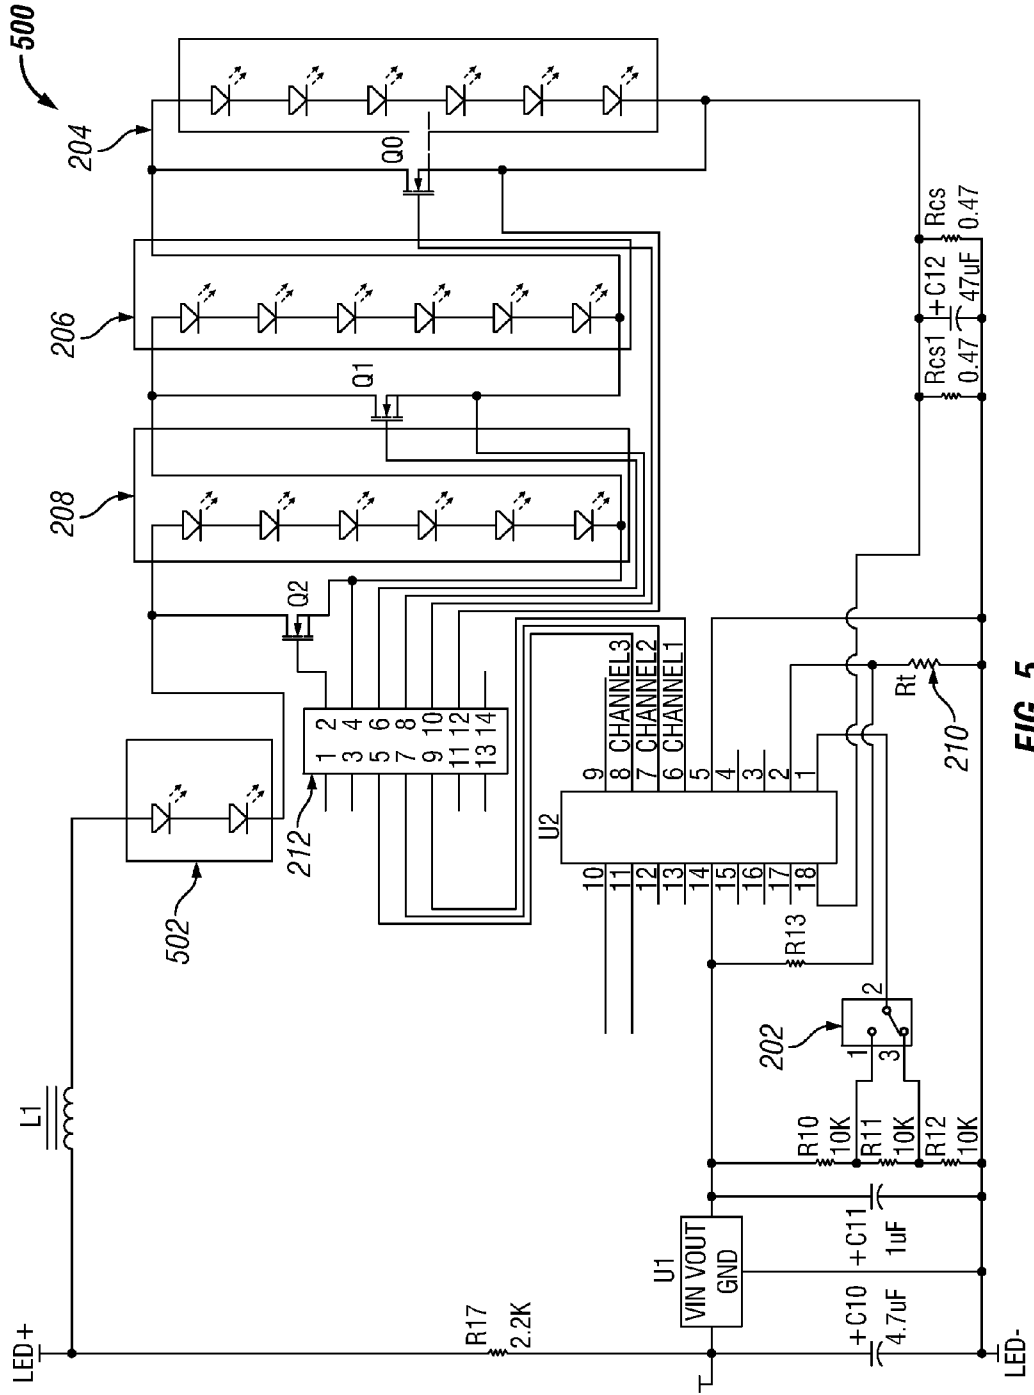 500
204
Q0
206
Q1
208
Q2
502
212
1 2
3 4
5 6
7 8
9 10
11 12
13 14
L1
LED+
R17
2.2K
U1
VIN VOUT
GND
+C10
4.7uF
+C11
1uF
LED-
R10
10K
R11
10K
R12
10K
202
1
2
3
R13
U2
10 9
11 8 CHANNEL3
12 7 CHANNEL2
13 6 CHANNEL1
14 5
15 4
16 3
17 2
18 1
Rt
210
Rcs1
0.47
+C12
47uF
Rcs
0.47
FIG. 5